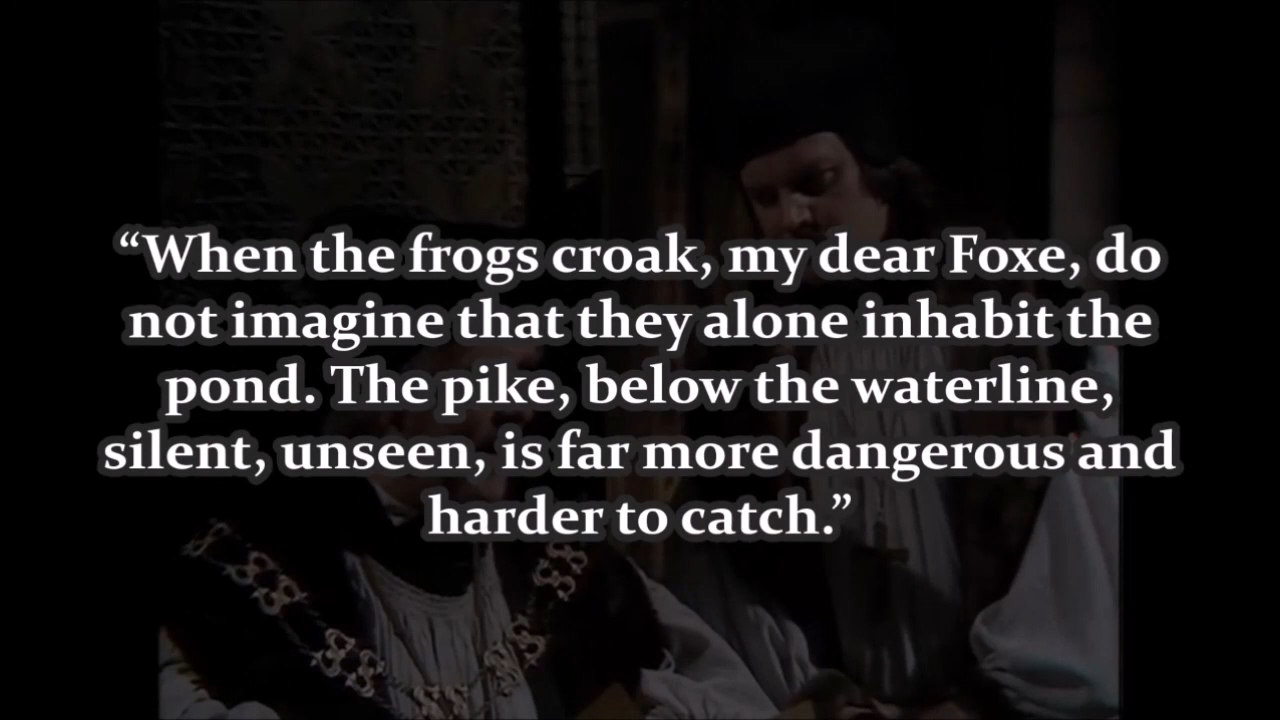 “When the frogs croak, my dear Foxe, do
not imagine that they alone inhabit the
pond. The pike, below the waterline,
silent, unseen, is far more dangerous and
harder to catch.”